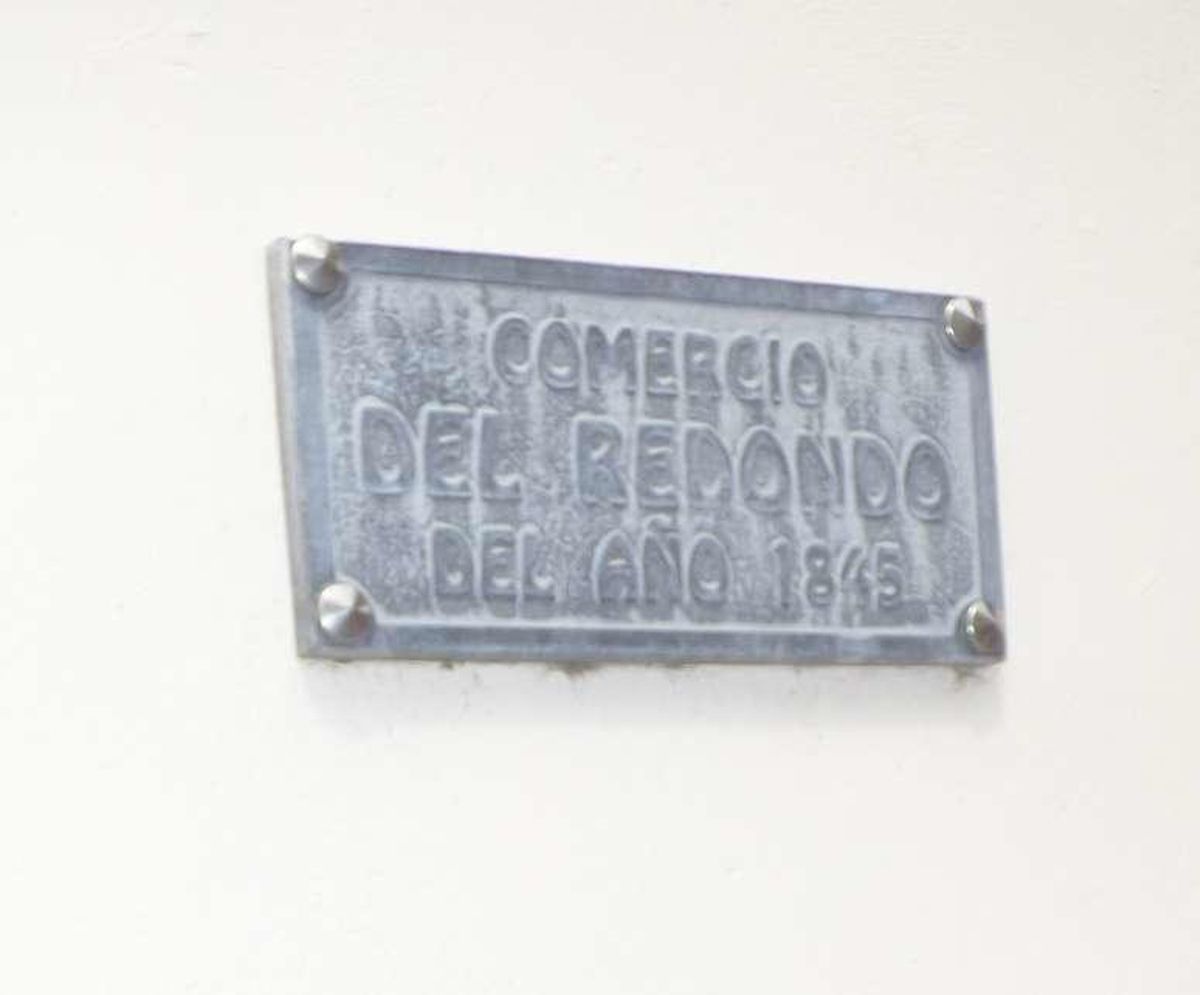 COMERCIO
DEL REDONDO
DEL AÑO 1845